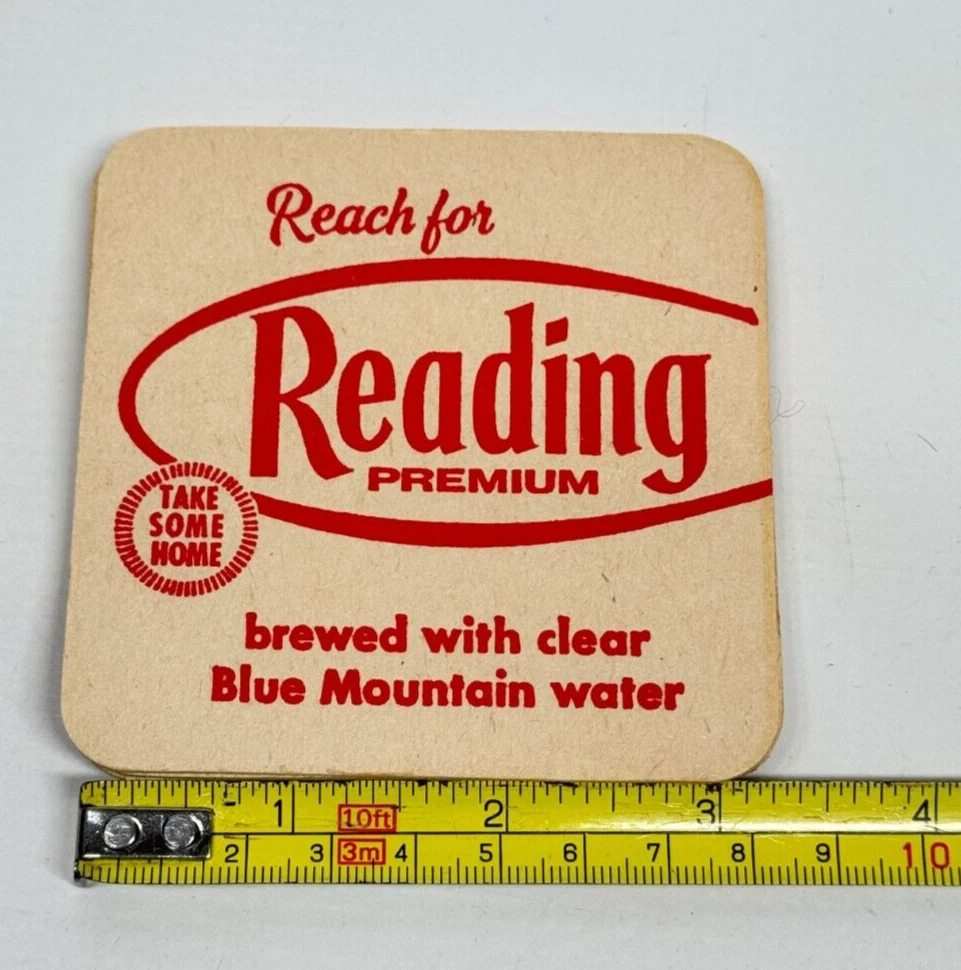 Reach for
Reading
PREMIUM
TAKE
SOME
HOME
brewed with clear
Blue Mountain water
1 10ft 2 3 4
2 3 3m 4 5 6 7 8 9 10